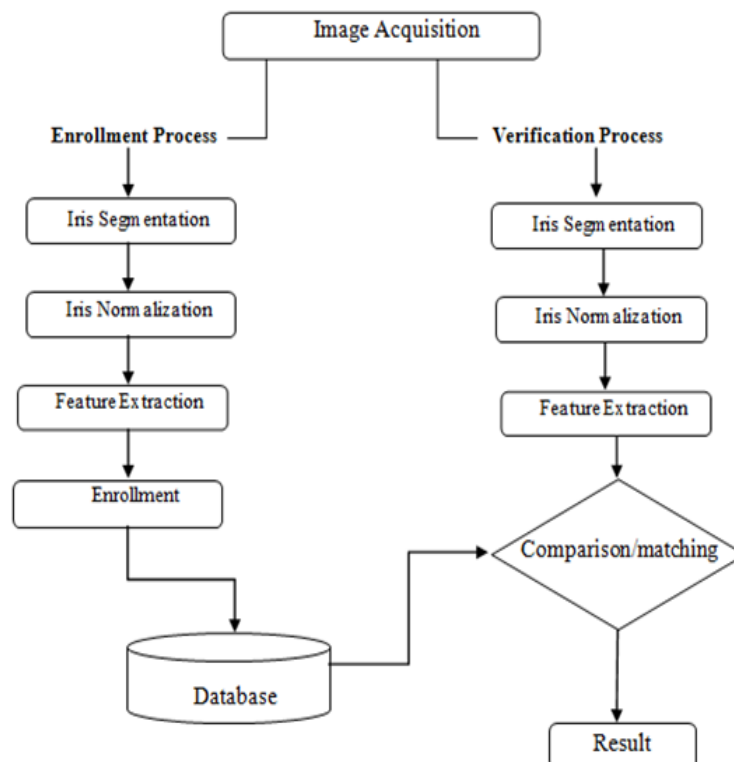 Image Acquisition
Enrollment Process
Verification Process
Iris Segmentation
Iris Segmentation
Iris Normalization
Iris Normalization
Feature Extraction
Feature Extraction
Enrollment
Comparison/matching
Database
Result